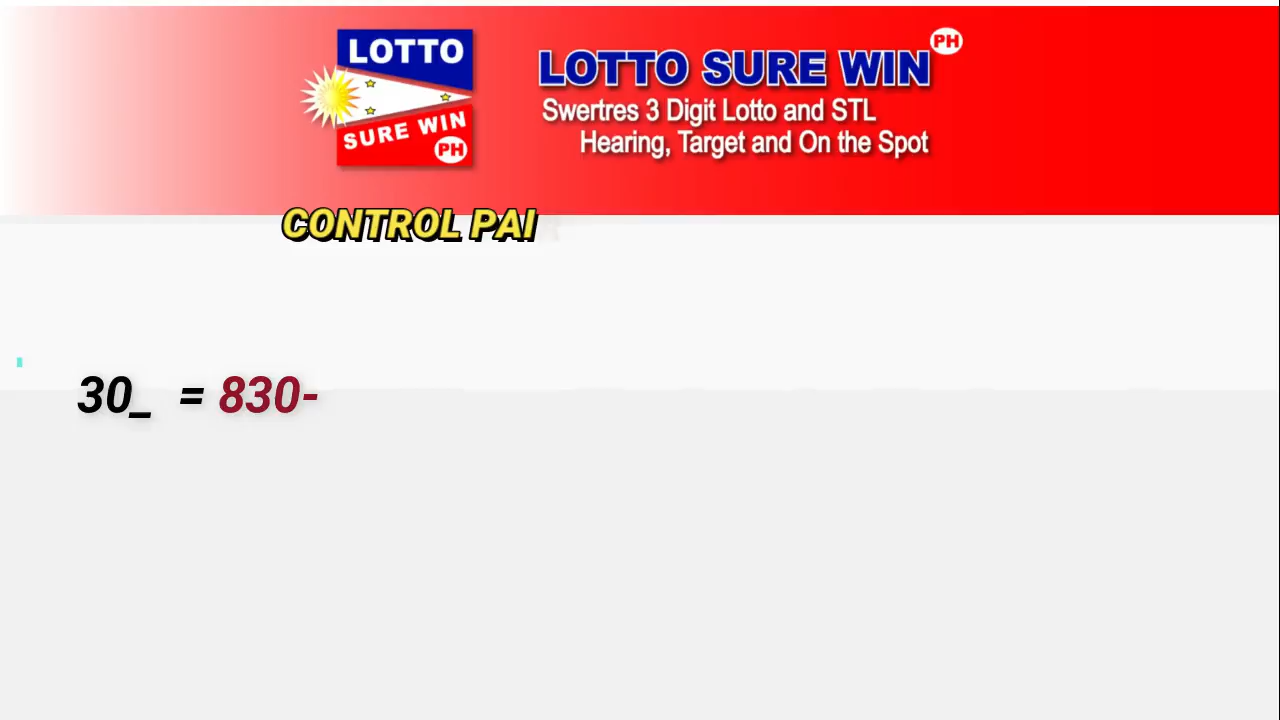 LOTTO
SURE WIN
PH
LOTTO SURE WIN PH
Swertres 3 Digit Lotto and STL
Hearing, Target and On the Spot
CONTROL PAI
30_ = 830-